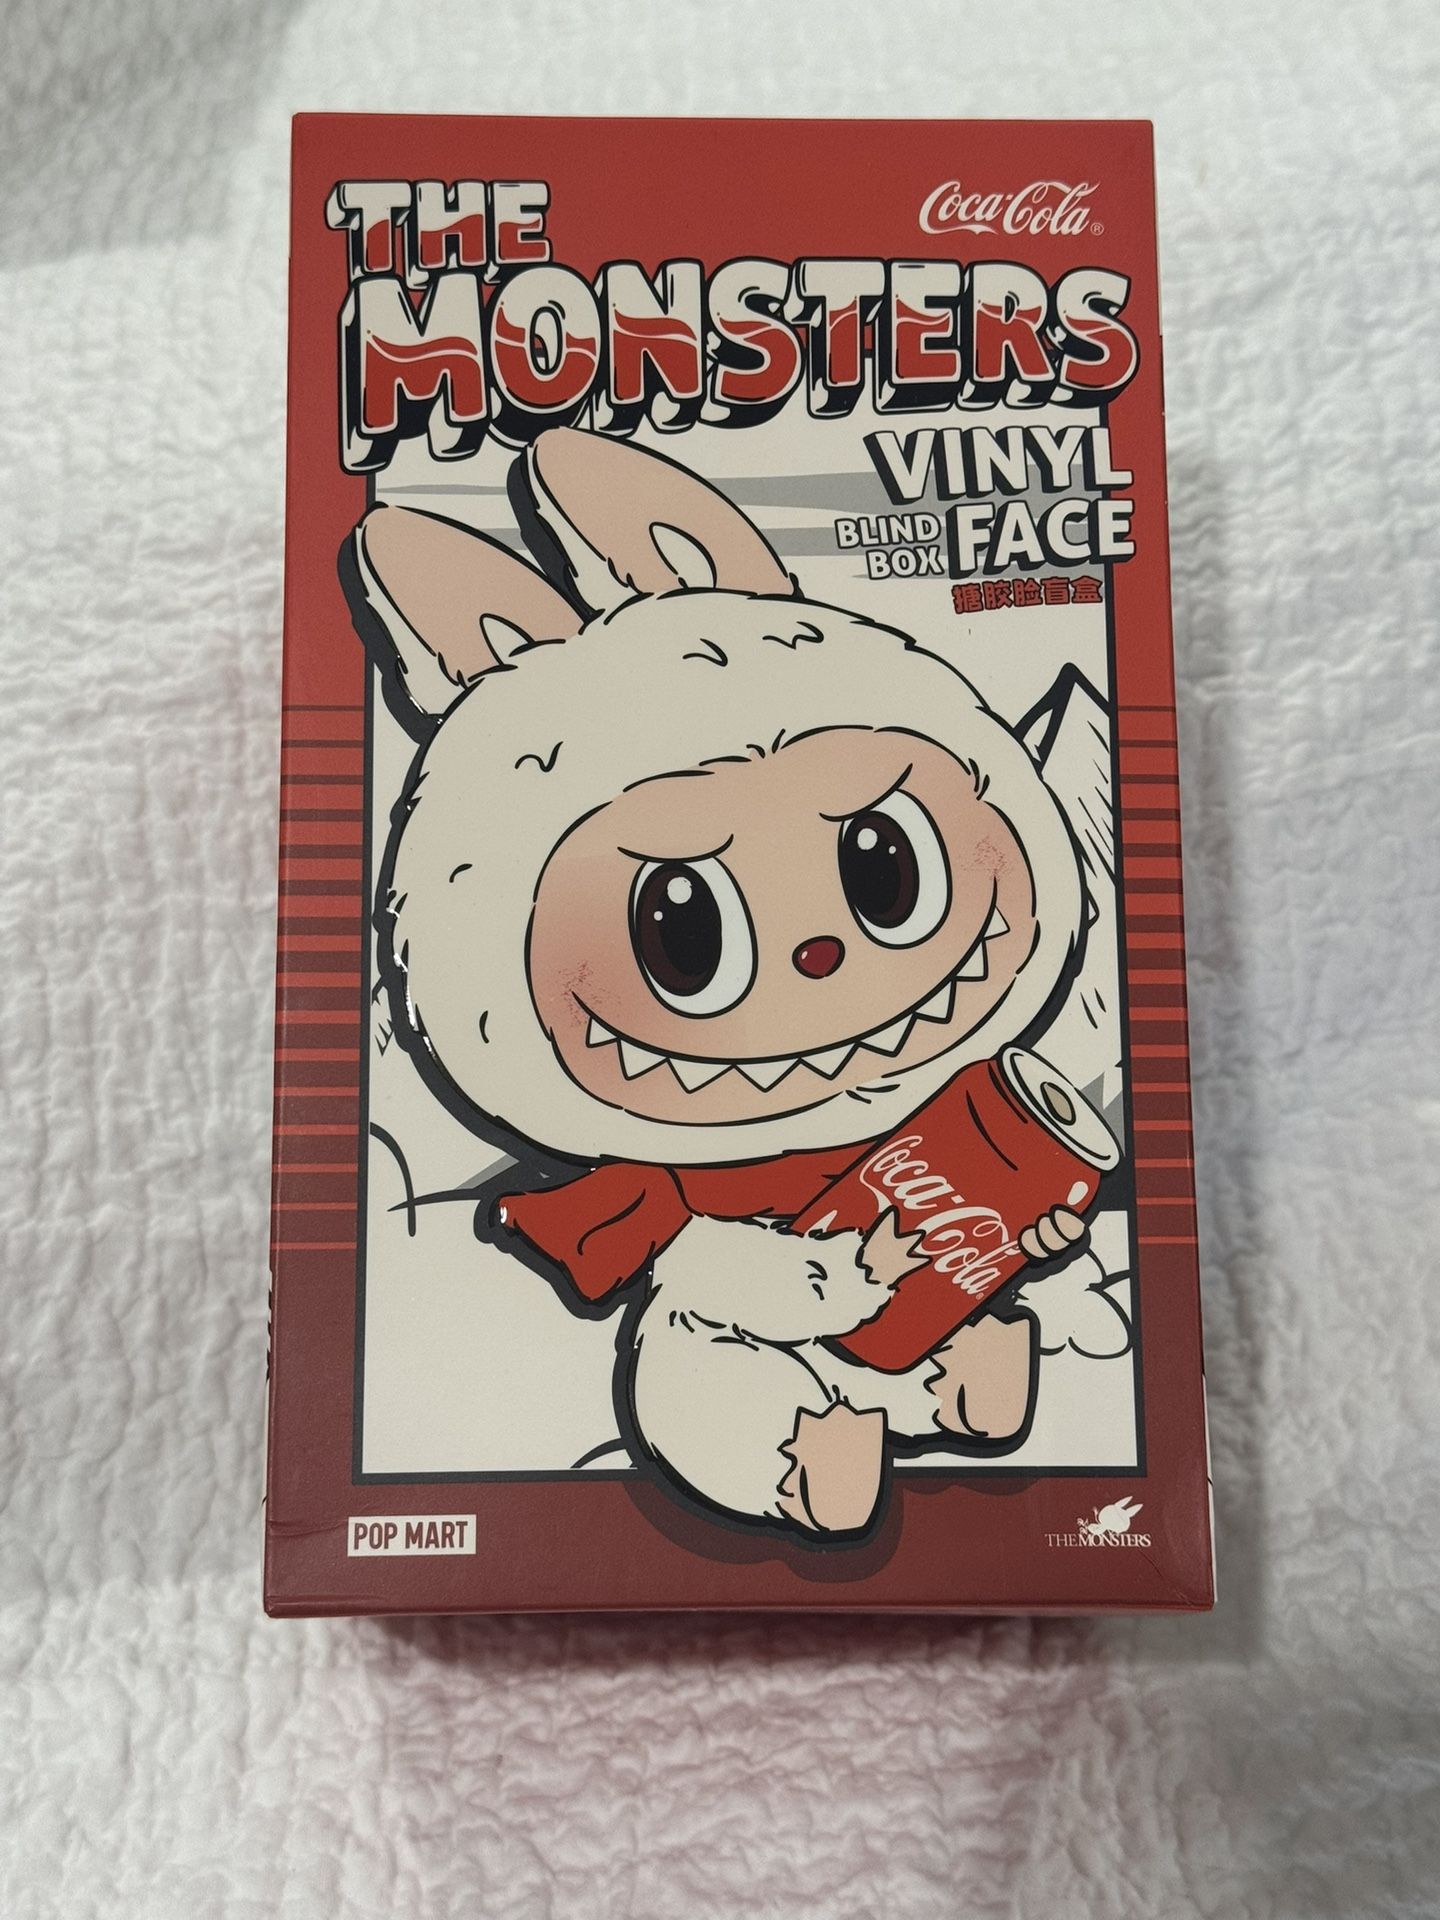 Coca-Cola®
THE
MONSTERS
VINYL
BLIND BOX FACE
搪胶脸盲盒
Coca-Cola®
POP MART
THE MONSTERS